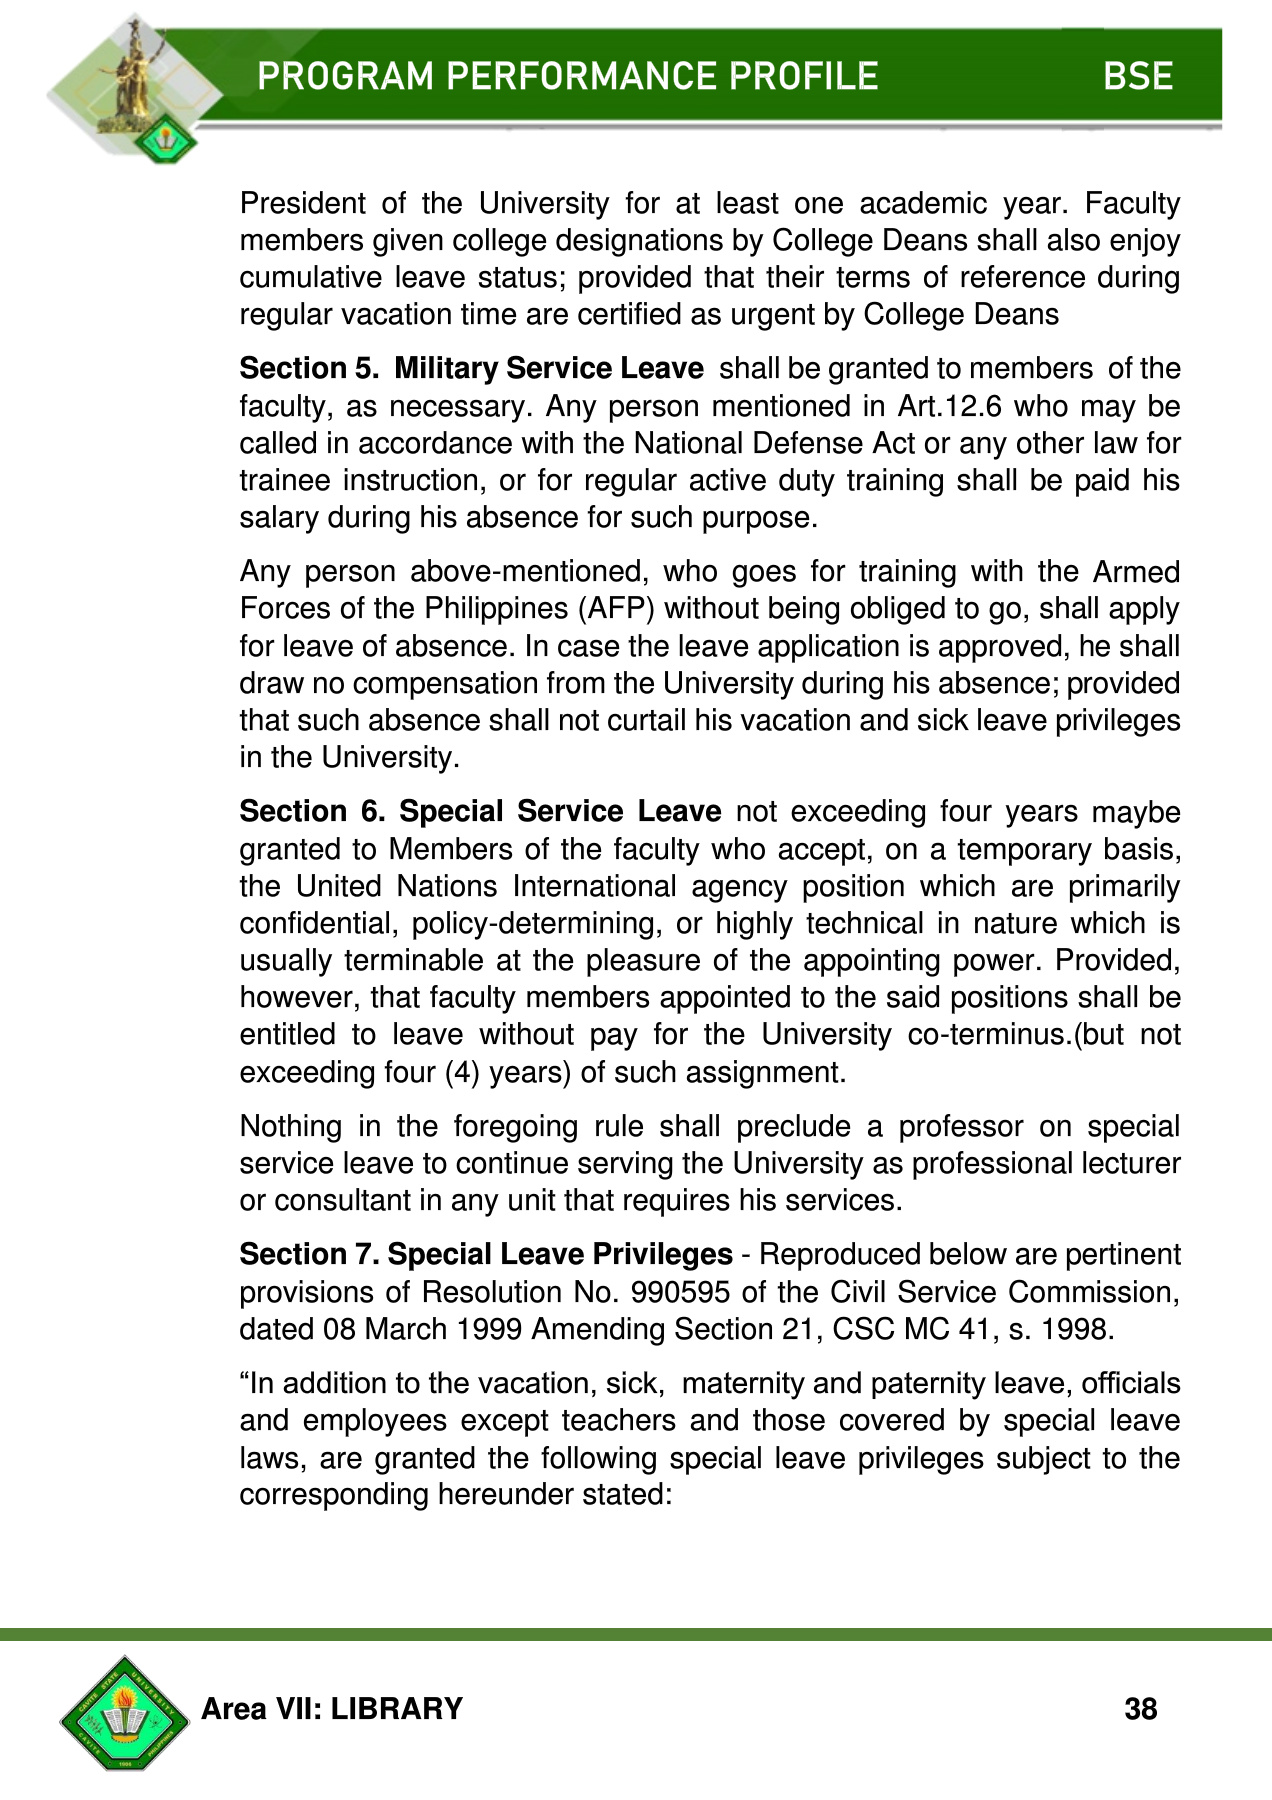 PROGRAM PERFORMANCE PROFILE BSE
President of the University for at least one academic year. Faculty
members given college designations by College Deans shall also enjoy
cumulative leave status; provided that their terms of reference during
regular vacation time are certified as urgent by College Deans
Section 5. Military Service Leave shall be granted to members of the
faculty, as necessary. Any person mentioned in Art.12.6 who may be
called in accordance with the National Defense Act or any other law for
trainee instruction, or for regular active duty training shall be paid his
salary during his absence for such purpose.
Any person above-mentioned, who goes for training with the Armed
Forces of the Philippines (AFP) without being obliged to go, shall apply
for leave of absence. In case the leave application is approved, he shall
draw no compensation from the University during his absence; provided
that such absence shall not curtail his vacation and sick leave privileges
in the University.
Section 6. Special Service Leave not exceeding four years maybe
granted to Members of the faculty who accept, on a temporary basis,
the United Nations International agency position which are primarily
confidential, policy-determining, or highly technical in nature which is
usually terminable at the pleasure of the appointing power. Provided,
however, that faculty members appointed to the said positions shall be
entitled to leave without pay for the University co-terminus.(but not
exceeding four (4) years) of such assignment.
Nothing in the foregoing rule shall preclude a professor on special
service leave to continue serving the University as professional lecturer
or consultant in any unit that requires his services.
Section 7. Special Leave Privileges - Reproduced below are pertinent
provisions of Resolution No. 990595 of the Civil Service Commission,
dated 08 March 1999 Amending Section 21, CSC MC 41, s. 1998.
“In addition to the vacation, sick, maternity and paternity leave, officials
and employees except teachers and those covered by special leave
laws, are granted the following special leave privileges subject to the
corresponding hereunder stated:
CAVITE STATE UNIVERSITY
CAVITE 1906 PHILIPPINES
Area VII: LIBRARY 38